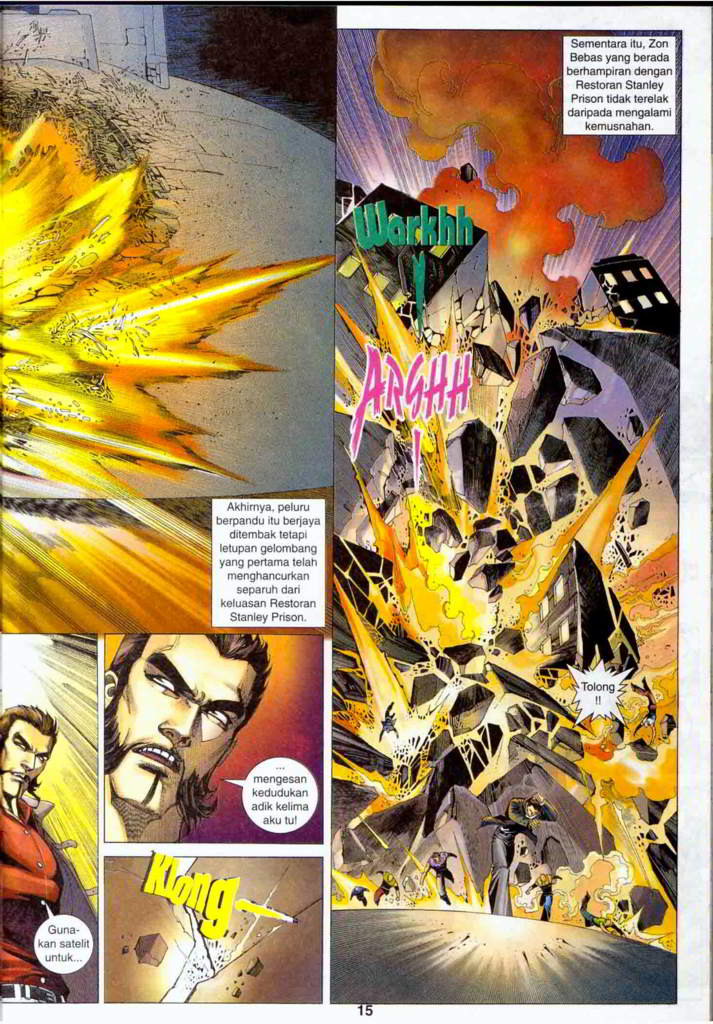 Akhirnya, peluru
berpandu itu berjaya
ditembak tetapi
letupan gelombang
yang pertama telah
menghancurkan
separuh dari
keluasan Restoran
Stanley Prison.
Guna-
kan satelit
untuk...
...
mengesan
kedudukan
adik kelima
aku tu!
Klong
Sementara itu, Zon
Bebas yang berada
berhampiran dengan
Restoran Stanley
Prison tidak terelak
daripada mengalami
kemusnahan.
Warkhh
!
ARGHH
!
Tolong
!!
15